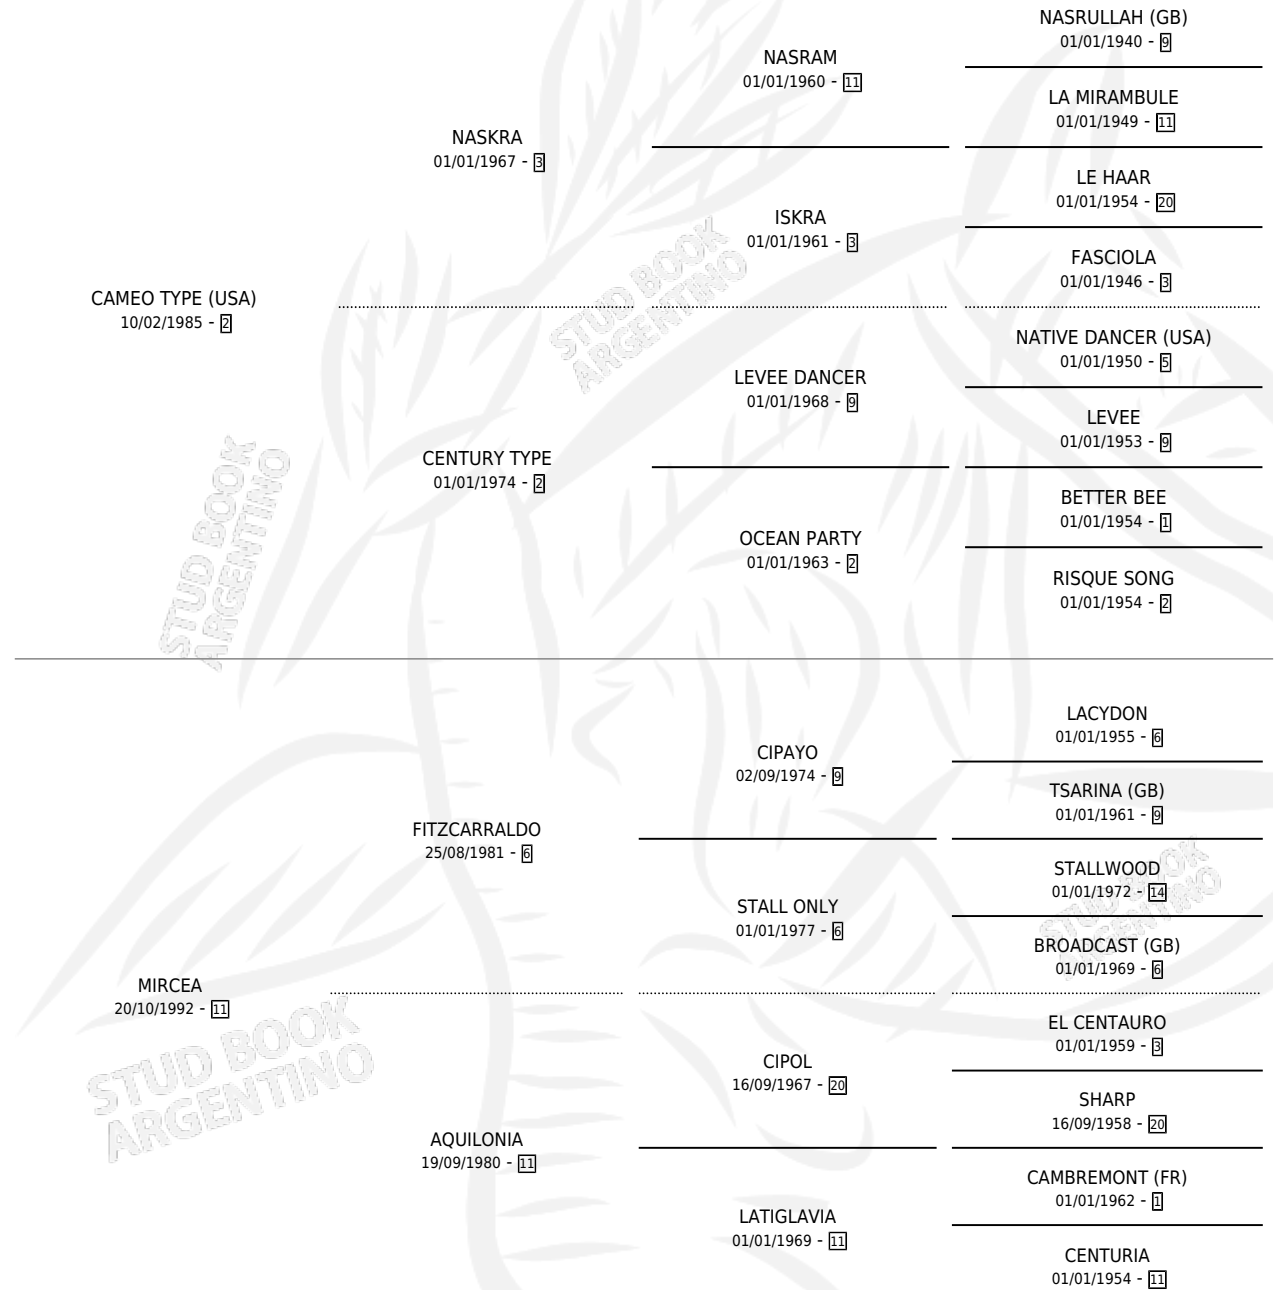 NASRULLAH (GB)
01/01/1940 - 9
NASRAM
01/01/1960 - 11
LA MIRAMBULE
01/01/1949 - 11
NASKRA
01/01/1967 - 3
LE HAAR
01/01/1954 - 20
ISKRA
01/01/1961 - 3
FASCIOLA
01/01/1946 - 3
CAMEO TYPE (USA)
10/02/1985 - 2
NATIVE DANCER (USA)
01/01/1950 - 5
LEVEE DANCER
01/01/1968 - 9
LEVEE
01/01/1953 - 9
CENTURY TYPE
01/01/1974 - 2
BETTER BEE
01/01/1954 - 1
OCEAN PARTY
01/01/1963 - 2
RISQUE SONG
01/01/1954 - 2
LACYDON
01/01/1955 - 6
CIPAYO
02/09/1974 - 9
TSARINA (GB)
01/01/1961 - 9
FITZCARRALDO
25/08/1981 - 6
STALLWOOD
01/01/1972 - 14
STALL ONLY
01/01/1977 - 6
BROADCAST (GB)
01/01/1969 - 6
MIRCEA
20/10/1992 - 11
EL CENTAURO
01/01/1959 - 3
CIPOL
16/09/1967 - 20
SHARP
16/09/1958 - 20
AQUILONIA
19/09/1980 - 11
CAMBREMONT (FR)
01/01/1962 - 1
LATIGLAVIA
01/01/1969 - 11
CENTURIA
01/01/1954 - 11
STUD BOOK
ARGENTINO
STUD BOOK
ARGENTINO
STUD BOOK
ARGENTINO
STUD BOOK
ARGENTINO